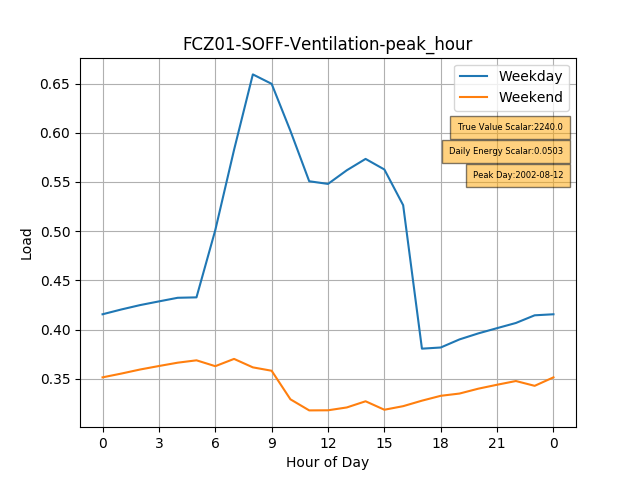 FCZ01-SOFF-Ventilation-peak_hour
Weekday
Weekend
True Value Scalar:2240.0
Daily Energy Scalar:0.0503
Peak Day:2002-08-12
0.65
0.60
0.55
0.50
0.45
0.40
0.35
Load
0 3 6 9 12 15 18 21 0
Hour of Day